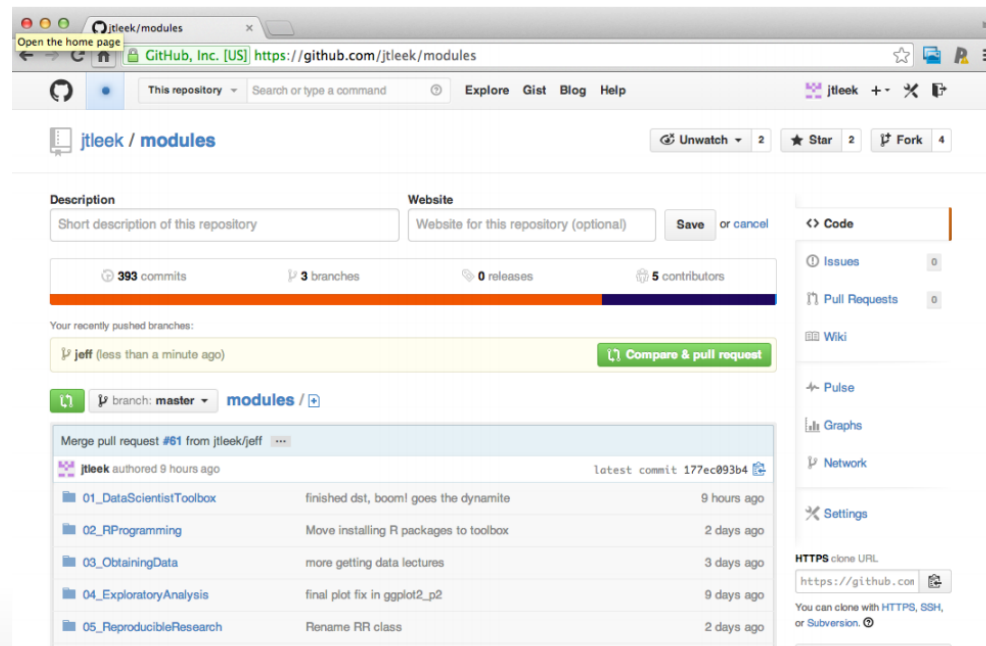 jtleek/modules
Open the home page
GitHub, Inc. [US] https://github.com/jtleek/modules
This repository Search or type a command Explore Gist Blog Help jtleek
jtleek / modules Unwatch 2 Star 2 Fork 4
Description Website
Short description of this repository Website for this repository (optional) Save or cancel
393 commits 3 branches 0 releases 5 contributors
Your recently pushed branches:
jeff (less than a minute ago) Compare & pull request
branch: master modules /
Merge pull request #61 from jtleek/jeff ...
jtleek authored 9 hours ago latest commit 177ec093b4
01_DataScientistToolbox finished dst, boom! goes the dynamite 9 hours ago
02_RProgramming Move installing R packages to toolbox 2 days ago
03_ObtainingData more getting data lectures 3 days ago
04_ExploratoryAnalysis final plot fix in ggplot2_p2 9 days ago
05_ReproducibleResearch Rename RR class 2 days ago
Code
Issues 0
Pull Requests 0
Wiki
Pulse
Graphs
Network
Settings
HTTPS clone URL
https://github.com
You can clone with HTTPS, SSH,
or Subversion.